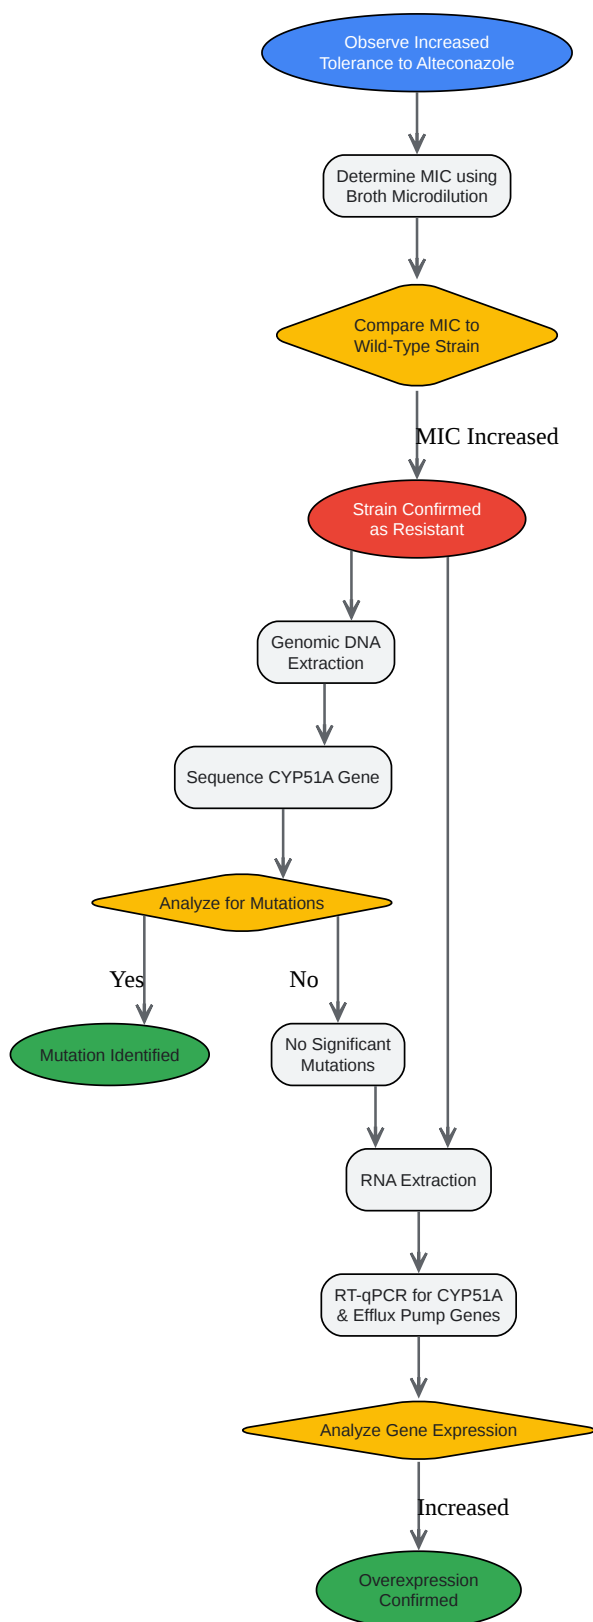 Observe Increased
Tolerance to Alteconazole
Determine MIC using
Broth Microdilution
Compare MIC to
Wild-Type Strain
MIC Increased
Strain Confirmed
as Resistant
Genomic DNA
Extraction
Sequence CYP51A Gene
Analyze for Mutations
Yes
No
Mutation Identified
No Significant
Mutations
RNA Extraction
RT-qPCR for CYP51A
& Efflux Pump Genes
Analyze Gene Expression
Increased
Overexpression
Confirmed